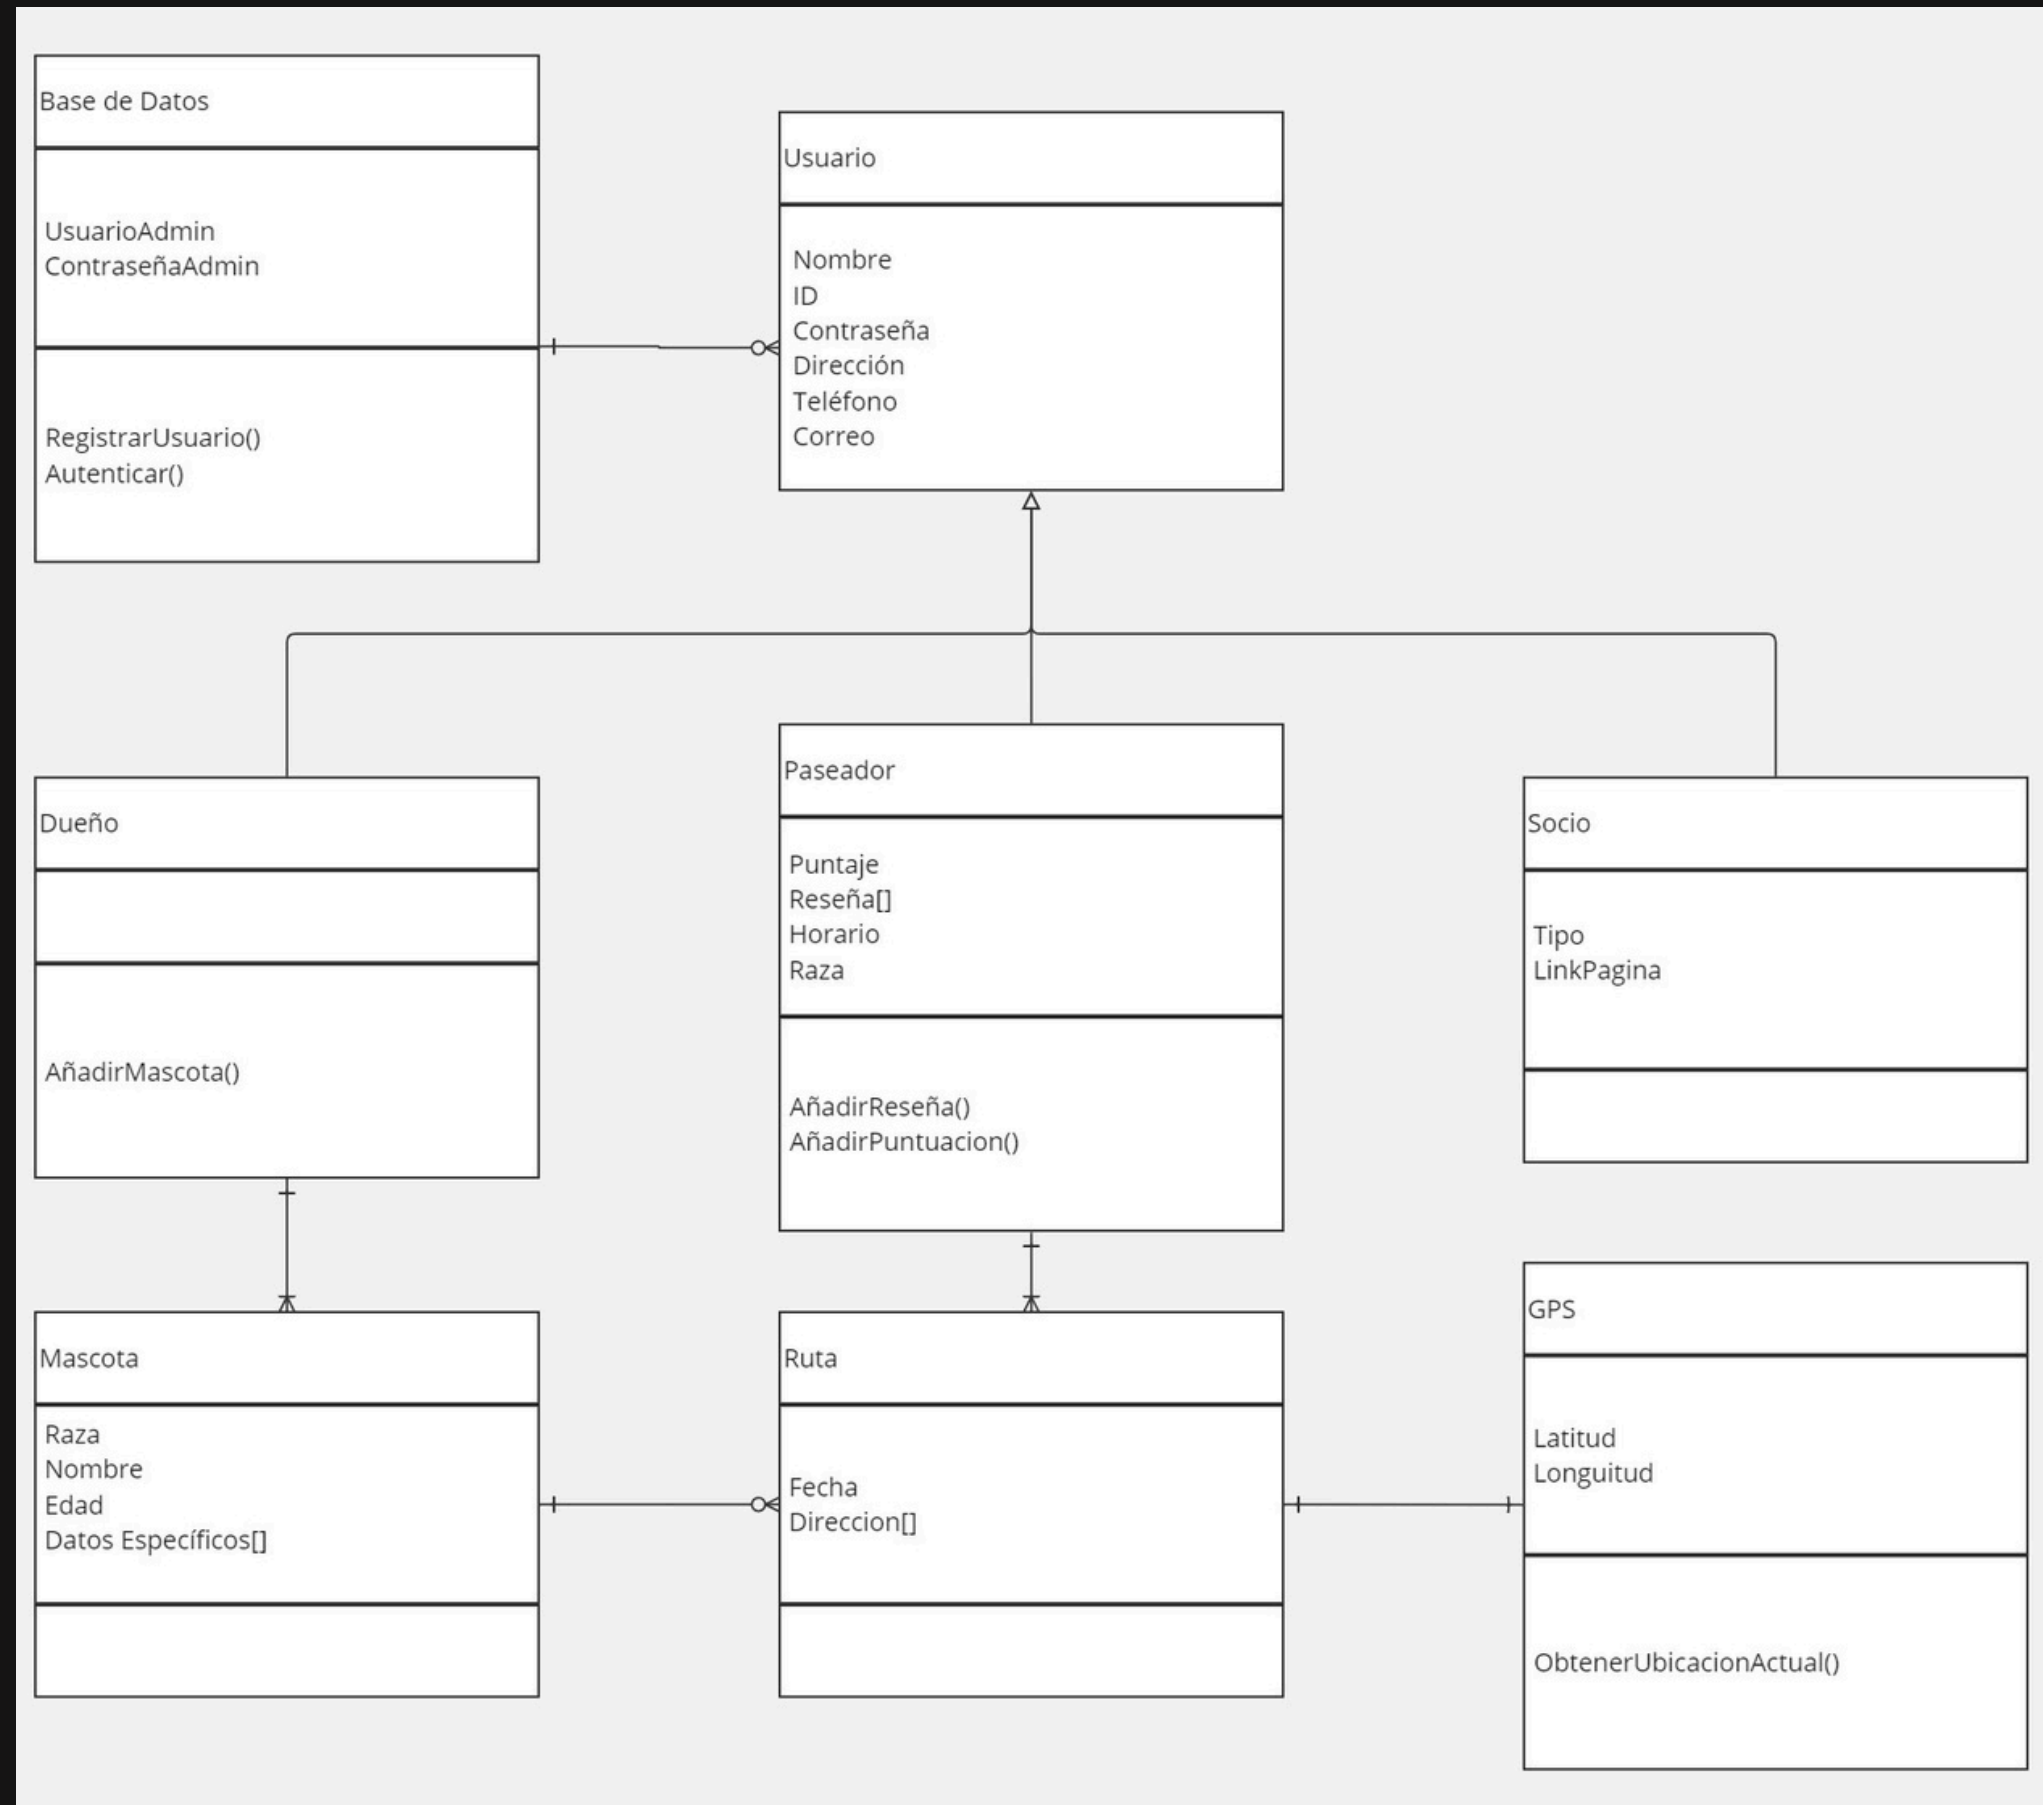 Base de Datos
UsuarioAdmin
ContraseñaAdmin
RegistrarUsuario()
Autenticar()
Usuario
Nombre
ID
Contraseña
Dirección
Teléfono
Correo
Dueño
AñadirMascota()
Paseador
Puntaje
Reseña[]
Horario
Raza
AñadirReseña()
AñadirPuntuacion()
Socio
Tipo
LinkPagina
Mascota
Raza
Nombre
Edad
Datos Específicos[]
Ruta
Fecha
Direccion[]
GPS
Latitud
Longuitud
ObtenerUbicacionActual()